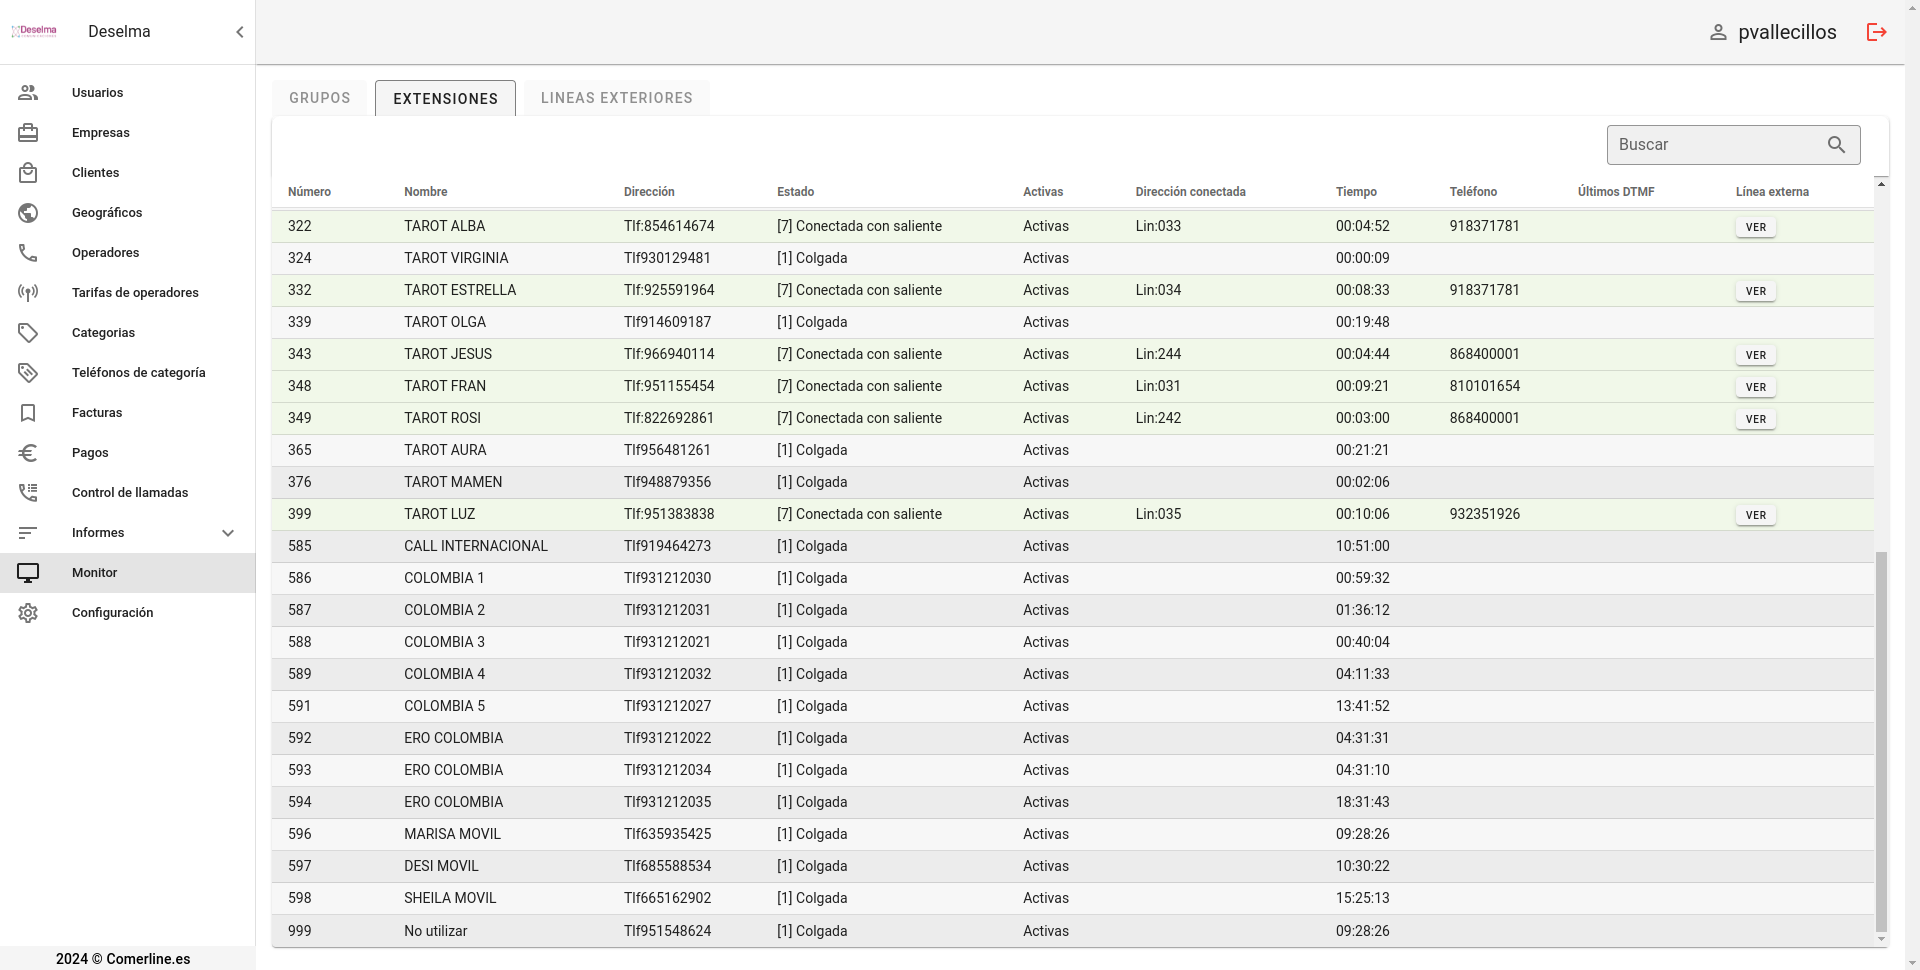 Deselma
Deselma
pvallecillos
Usuarios
Empresas
Clientes
Geográficos
Operadores
Tarifas de operadores
Categorias
Teléfonos de categoría
Facturas
Pagos
Control de llamadas
Informes
Monitor
Configuración
2024 © Comerline.es
GRUPOS EXTENSIONES LINEAS EXTERIORES
Buscar
Número Nombre Dirección Estado Activas Dirección conectada Tiempo Teléfono Últimos DTMF Línea externa
322 TAROT ALBA Tlf:854614674 [7] Conectada con saliente Activas Lin:033 00:04:52 918371781 VER
324 TAROT VIRGINIA Tlf930129481 [1] Colgada Activas 00:00:09
332 TAROT ESTRELLA Tlf:925591964 [7] Conectada con saliente Activas Lin:034 00:08:33 918371781 VER
339 TAROT OLGA Tlf914609187 [1] Colgada Activas 00:19:48
343 TAROT JESUS Tlf:966940114 [7] Conectada con saliente Activas Lin:244 00:04:44 868400001 VER
348 TAROT FRAN Tlf:951155454 [7] Conectada con saliente Activas Lin:031 00:09:21 810101654 VER
349 TAROT ROSI Tlf:822692861 [7] Conectada con saliente Activas Lin:242 00:03:00 868400001 VER
365 TAROT AURA Tlf956481261 [1] Colgada Activas 00:21:21
376 TAROT MAMEN Tlf948879356 [1] Colgada Activas 00:02:06
399 TAROT LUZ Tlf:951383838 [7] Conectada con saliente Activas Lin:035 00:10:06 932351926 VER
585 CALL INTERNACIONAL Tlf919464273 [1] Colgada Activas 10:51:00
586 COLOMBIA 1 Tlf931212030 [1] Colgada Activas 00:59:32
587 COLOMBIA 2 Tlf931212031 [1] Colgada Activas 01:36:12
588 COLOMBIA 3 Tlf931212021 [1] Colgada Activas 00:40:04
589 COLOMBIA 4 Tlf931212032 [1] Colgada Activas 04:11:33
591 COLOMBIA 5 Tlf931212027 [1] Colgada Activas 13:41:52
592 ERO COLOMBIA Tlf931212022 [1] Colgada Activas 04:31:31
593 ERO COLOMBIA Tlf931212034 [1] Colgada Activas 04:31:10
594 ERO COLOMBIA Tlf931212035 [1] Colgada Activas 18:31:43
596 MARISA MOVIL Tlf635935425 [1] Colgada Activas 09:28:26
597 DESI MOVIL Tlf685588534 [1] Colgada Activas 10:30:22
598 SHEILA MOVIL Tlf665162902 [1] Colgada Activas 15:25:13
999 No utilizar Tlf951548624 [1] Colgada Activas 09:28:26